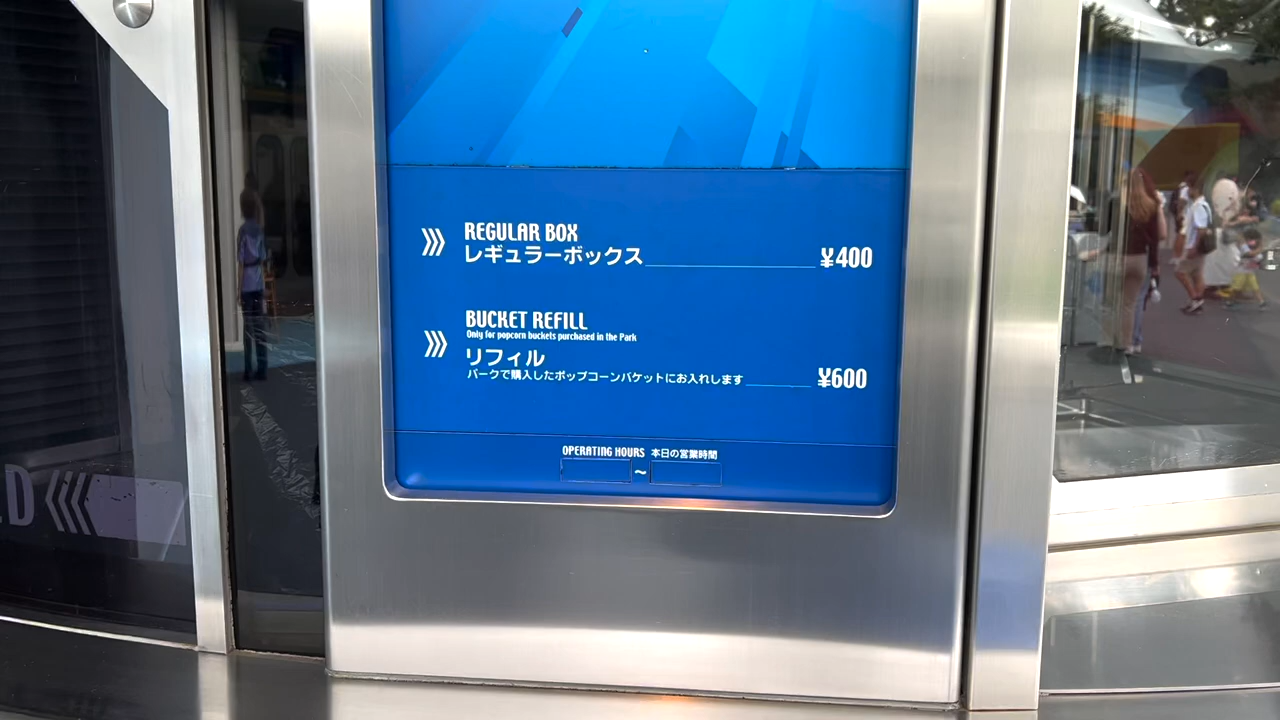 REGULAR BOX
レギュラーボックス ¥400
BUCKET REFILL
Only for popcorn buckets purchased in the Park
リフィル
パークで購入したポップコーンバケットにお入れします ¥600
OPERATING HOURS 本日の営業時間
~
D